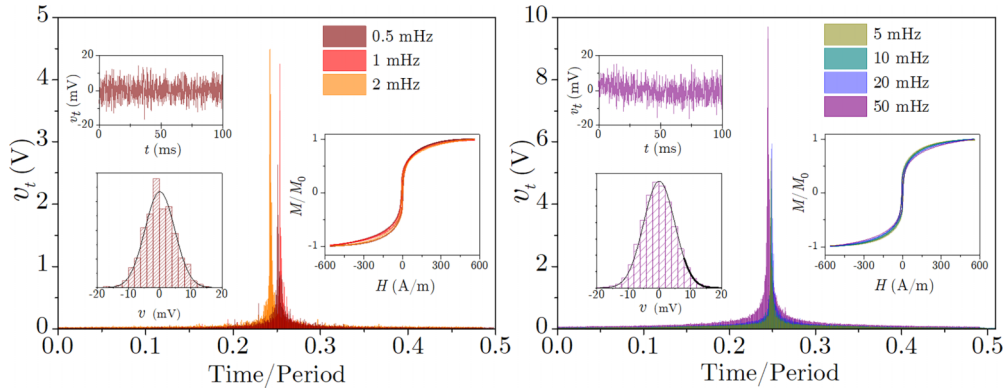 5
4
3
2
1
0
v_t (V)
0.5 mHz
1 mHz
2 mHz
20
0
-20
v_t (mV)
0
100
t (ms)
-20
-10
0
10
20
v (mV)
1
0
-1
M/M_0
-600
-300
0
300
600
H (A/m)
0.0
0.1
0.2
0.3
0.4
0.5
Time/Period
10
8
6
4
2
0
v_t (V)
5 mHz
10 mHz
20 mHz
50 mHz
20
0
-20
v_t (mV)
0
100
t (ms)
-20
-10
0
10
20
v (mV)
1
0
-1
M/M_0
-600
-300
0
300
600
H (A/m)
0.0
0.1
0.2
0.3
0.4
0.5
Time/Period